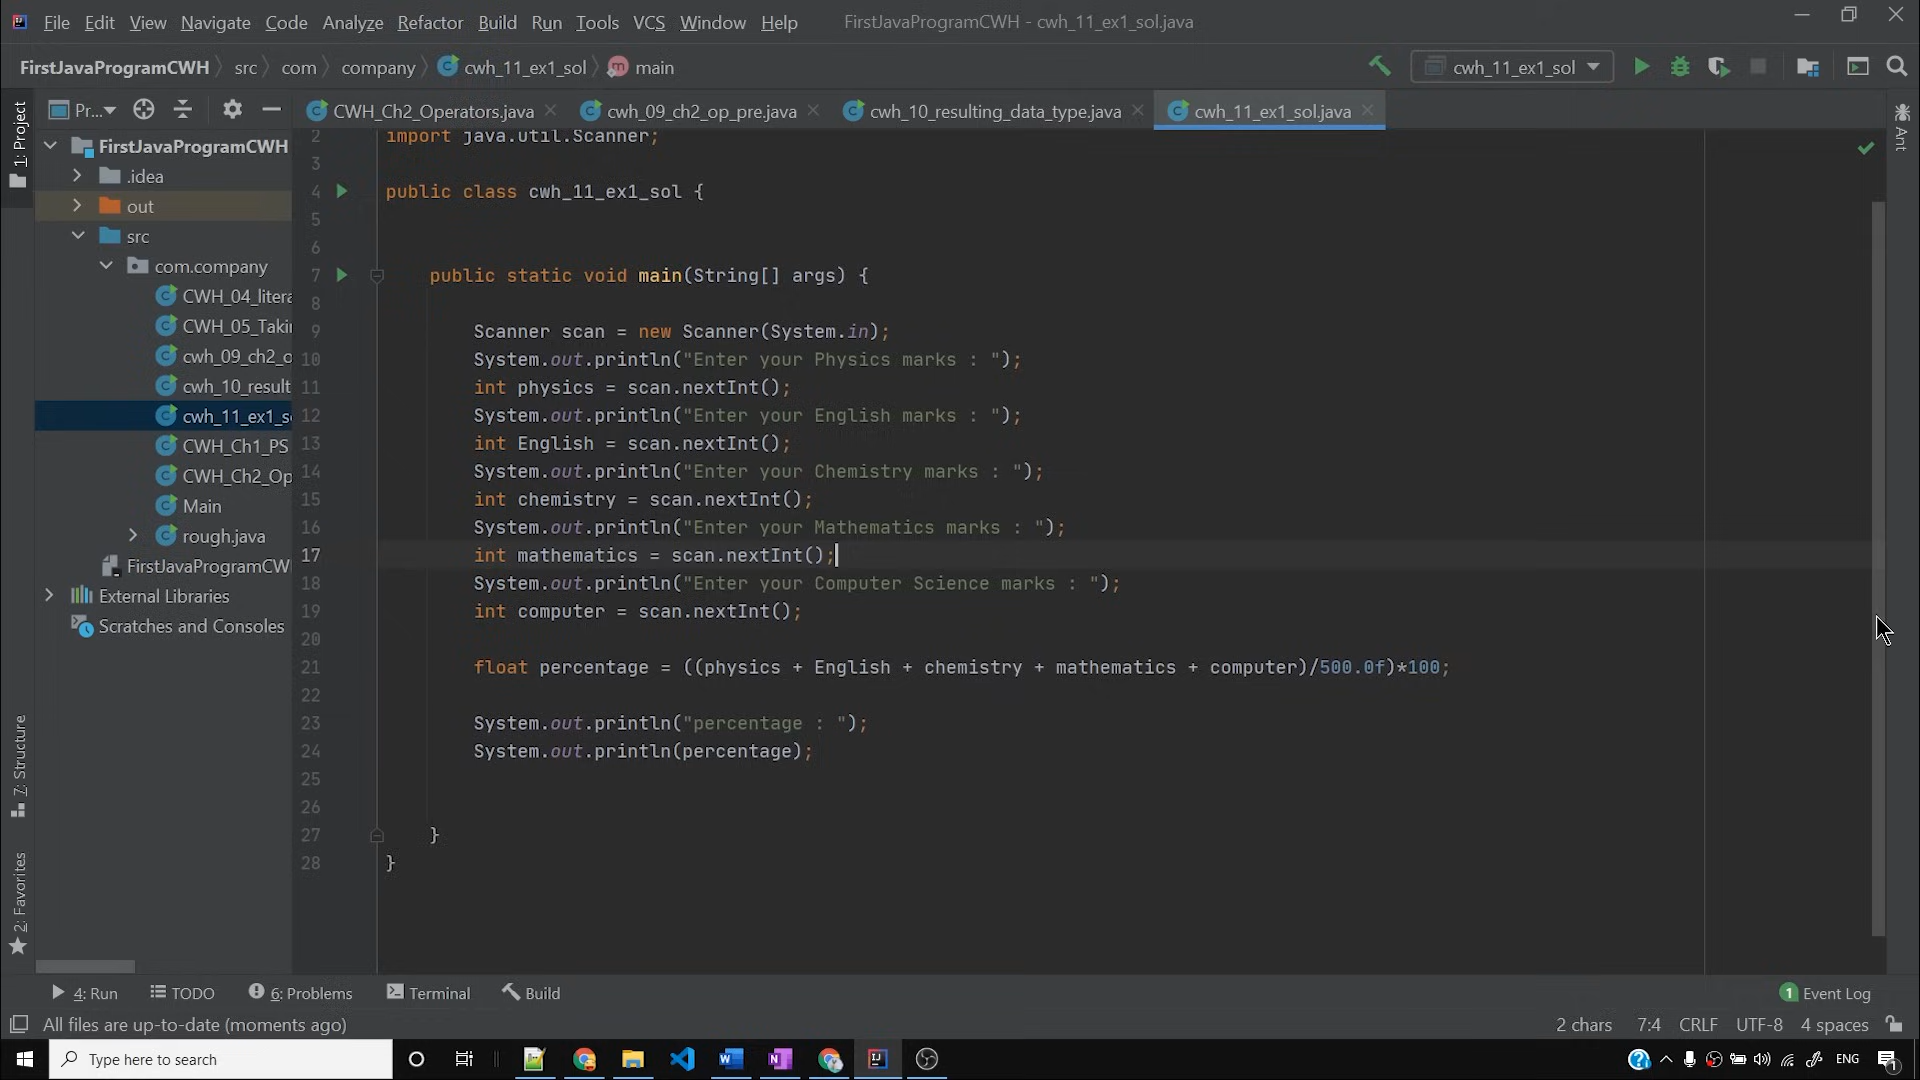 File Edit View Navigate Code Analyze Refactor Build Run Tools VCS Window Help FirstJavaProgramCWH - cwh_11_ex1_sol.java
FirstJavaProgramCWH src com company cwh_11_ex1_sol main cwh_11_ex1_sol
Pr... CWH_Ch2_Operators.java cwh_09_ch2_op_pre.java cwh_10_resulting_data_type.java cwh_11_ex1_sol.java
1: Project
FirstJavaProgramCWH
.idea
out
src
com.company
CWH_04_litera
CWH_05_Takin
cwh_09_ch2_o
cwh_10_result
cwh_11_ex1_so
CWH_Ch1_PS
CWH_Ch2_Op
Main
rough.java
FirstJavaProgramCW
External Libraries
Scratches and Consoles
7: Structure
2: Favorites
2 import java.util.Scanner;
3
4 public class cwh_11_ex1_sol {
5
6
7 public static void main(String[] args) {
8
9 Scanner scan = new Scanner(System.in);
10 System.out.println("Enter your Physics marks : ");
11 int physics = scan.nextInt();
12 System.out.println("Enter your English marks : ");
13 int English = scan.nextInt();
14 System.out.println("Enter your Chemistry marks : ");
15 int chemistry = scan.nextInt();
16 System.out.println("Enter your Mathematics marks : ");
17 int mathematics = scan.nextInt();
18 System.out.println("Enter your Computer Science marks : ");
19 int computer = scan.nextInt();
20
21 float percentage = ((physics + English + chemistry + mathematics + computer)/500.0f)*100;
22
23 System.out.println("percentage : ");
24 System.out.println(percentage);
25
26
27 }
28 }
Ant
4: Run TODO 6: Problems Terminal Build 1 Event Log
All files are up-to-date (moments ago) 2 chars 7:4 CRLF UTF-8 4 spaces
Type here to search ENG 1